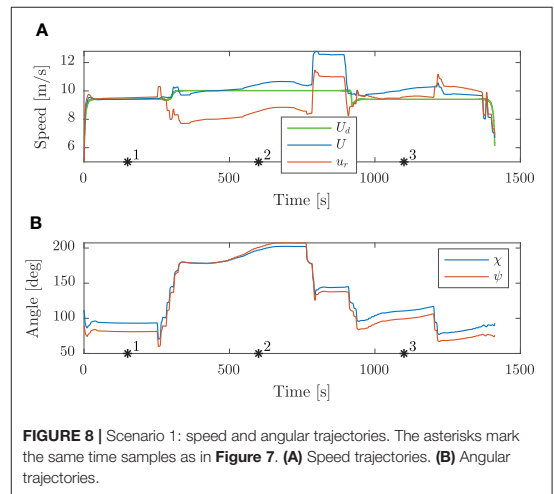 A
12
10
8
6
Speed [m/s]
U_d
U
u_r
1
2
3
0
500
1000
1500
Time [s]
B
200
150
100
50
Angle [deg]
χ
ψ
1
2
3
0
500
1000
1500
Time [s]
FIGURE 8 | Scenario 1: speed and angular trajectories. The asterisks mark
the same time samples as in Figure 7. (A) Speed trajectories. (B) Angular
trajectories.